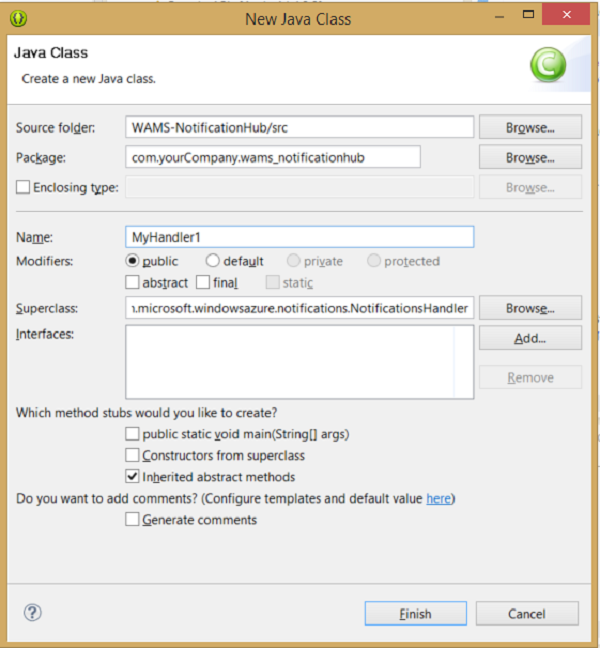 New Java Class
Java Class
Create a new Java class.
Source folder: WAMS-NotificationHub/src Browse...
Package: com.yourCompany.wams_notificationhub Browse...
Enclosing type: Browse...
Name: MyHandler1
Modifiers: public default private protected
abstract final static
Superclass: .microsoft.windowsazure.notifications.NotificationsHandler Browse...
Interfaces: Add...
Remove
Which method stubs would you like to create?
public static void main(String[] args)
Constructors from superclass
Inherited abstract methods
Do you want to add comments? (Configure templates and default value here)
Generate comments
? Finish Cancel